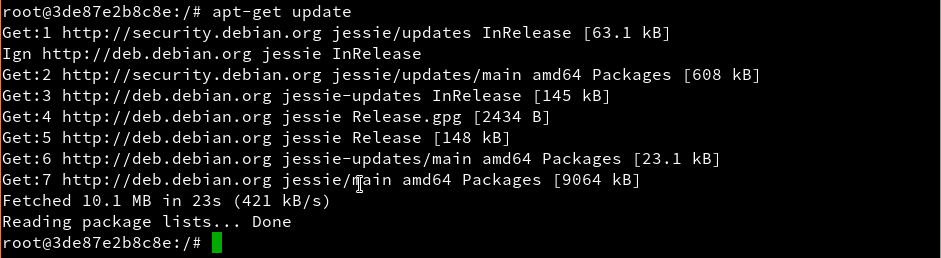 root@3de87e2b8c8e:/# apt-get update
Get:1 http://security.debian.org jessie/updates InRelease [63.1 kB]
Ign http://deb.debian.org jessie InRelease
Get:2 http://security.debian.org jessie/updates/main amd64 Packages [608 kB]
Get:3 http://deb.debian.org jessie-updates InRelease [145 kB]
Get:4 http://deb.debian.org jessie Release.gpg [2434 B]
Get:5 http://deb.debian.org jessie Release [148 kB]
Get:6 http://deb.debian.org jessie-updates/main amd64 Packages [23.1 kB]
Get:7 http://deb.debian.org jessie/main amd64 Packages [9064 kB]
Fetched 10.1 MB in 23s (421 kB/s)
Reading package lists... Done
root@3de87e2b8c8e:/#